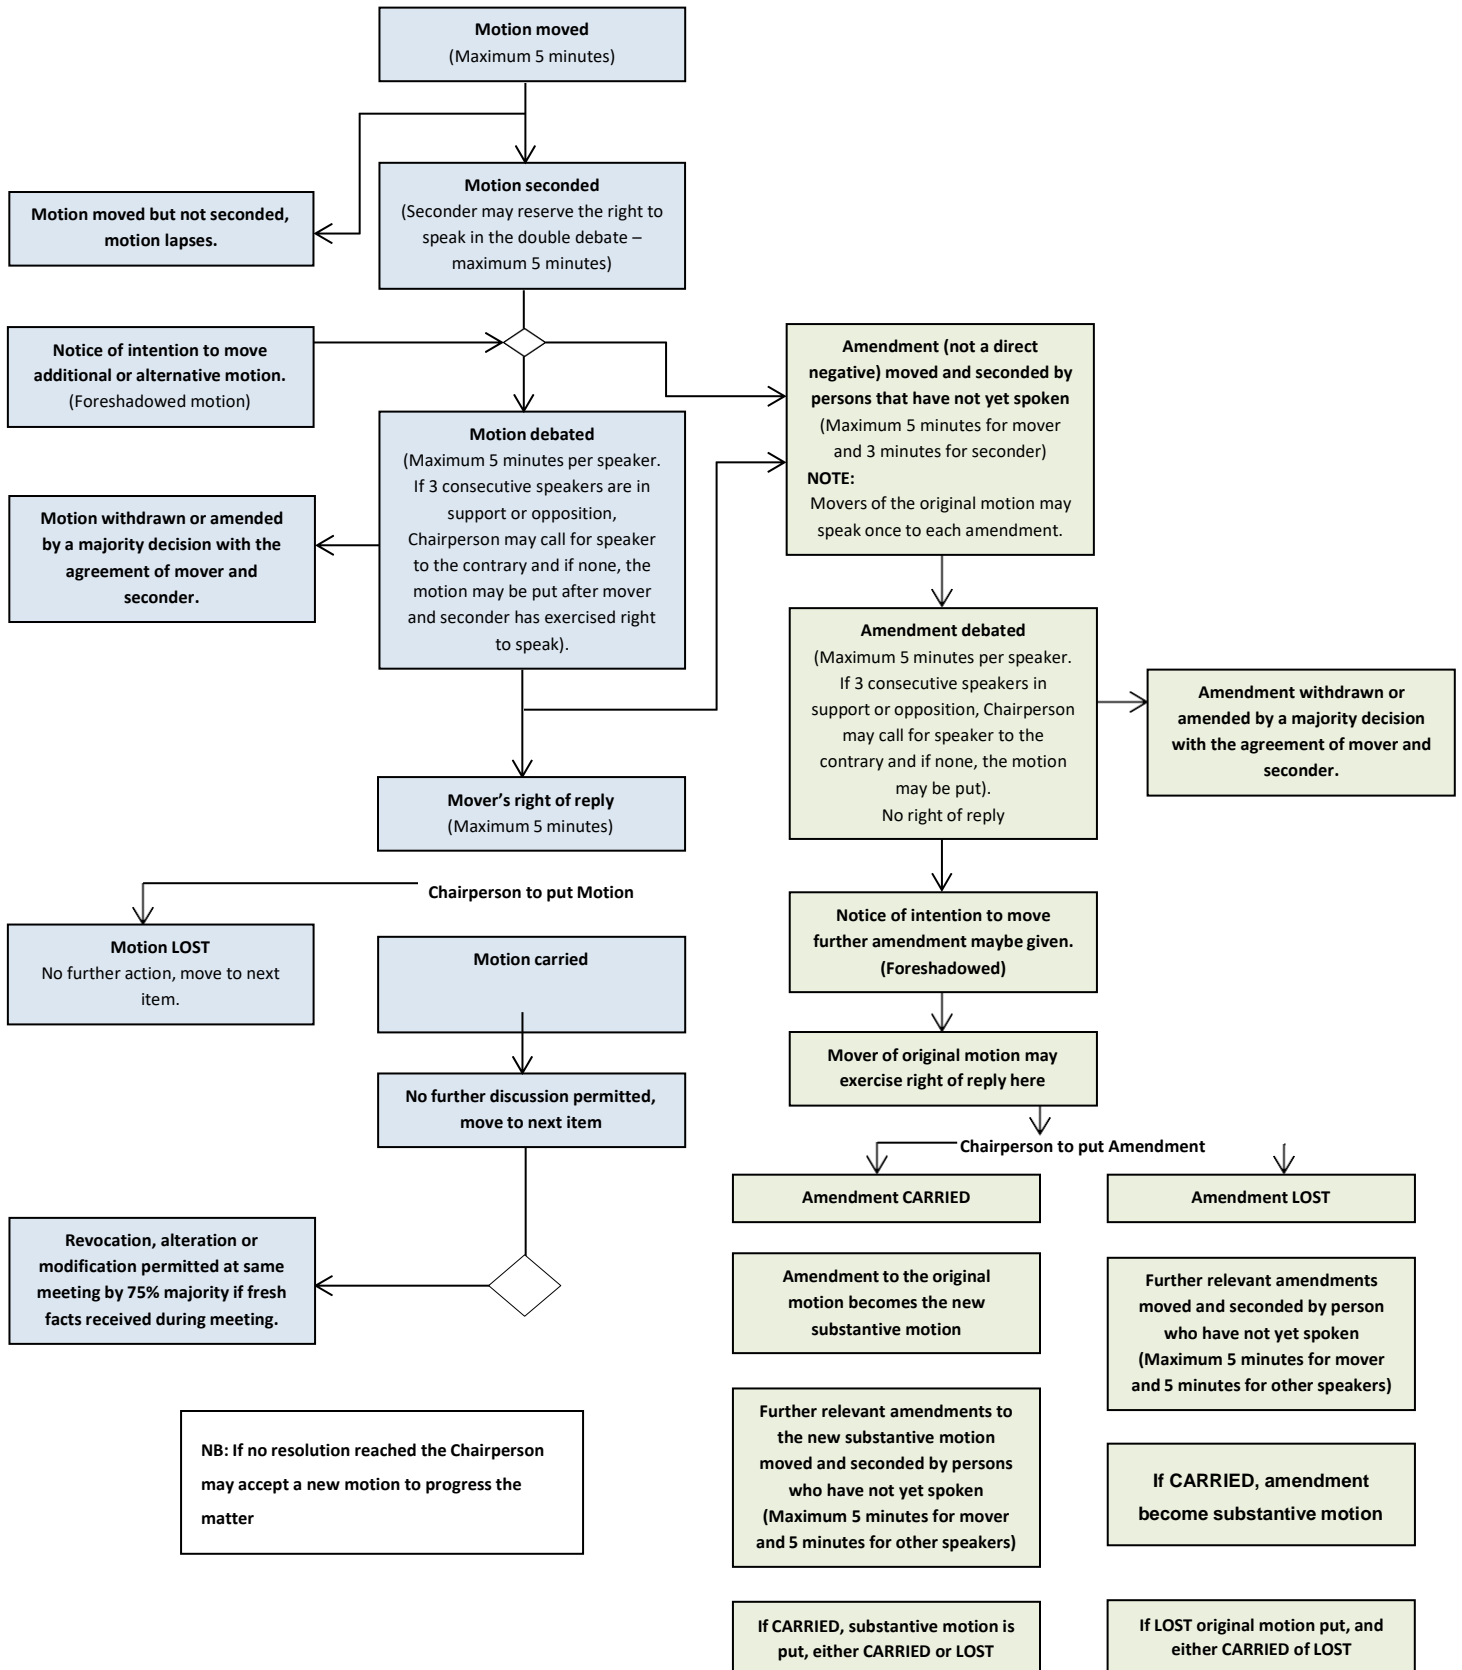 Motion moved
(Maximum 5 minutes)
Motion seconded
(Seconder may reserve the right to
speak in the double debate –
maximum 5 minutes)
Motion moved but not seconded,
motion lapses.
Notice of intention to move
additional or alternative motion.
(Foreshadowed motion)
Motion debated
(Maximum 5 minutes per speaker.
If 3 consecutive speakers are in
support or opposition,
Chairperson may call for speaker
to the contrary and if none, the
motion may be put after mover
and seconder has exercised right
to speak).
Motion withdrawn or amended
by a majority decision with the
agreement of mover and
seconder.
Mover’s right of reply
(Maximum 5 minutes)
Chairperson to put Motion
Motion LOST
No further action, move to next
item.
Motion carried
No further discussion permitted,
move to next item
Revocation, alteration or
modification permitted at same
meeting by 75% majority if fresh
facts received during meeting.
NB: If no resolution reached the Chairperson
may accept a new motion to progress the
matter
Amendment (not a direct
negative) moved and seconded by
persons that have not yet spoken
(Maximum 5 minutes for mover
and 3 minutes for seconder)
NOTE:
Movers of the original motion may
speak once to each amendment.
Amendment debated
(Maximum 5 minutes per speaker.
If 3 consecutive speakers in
support or opposition, Chairperson
may call for speaker to the
contrary and if none, the motion
may be put).
No right of reply
Amendment withdrawn or
amended by a majority decision
with the agreement of mover and
seconder.
Notice of intention to move
further amendment maybe given.
(Foreshadowed)
Mover of original motion may
exercise right of reply here
Chairperson to put Amendment
Amendment CARRIED
Amendment to the original
motion becomes the new
substantive motion
Further relevant amendments to
the new substantive motion
moved and seconded by persons
who have not yet spoken
(Maximum 5 minutes for mover
and 5 minutes for other speakers)
If CARRIED, substantive motion is
put, either CARRIED or LOST
Amendment LOST
Further relevant amendments
moved and seconded by person
who have not yet spoken
(Maximum 5 minutes for mover
and 5 minutes for other speakers)
If CARRIED, amendment
become substantive motion
If LOST original motion put, and
either CARRIED of LOST